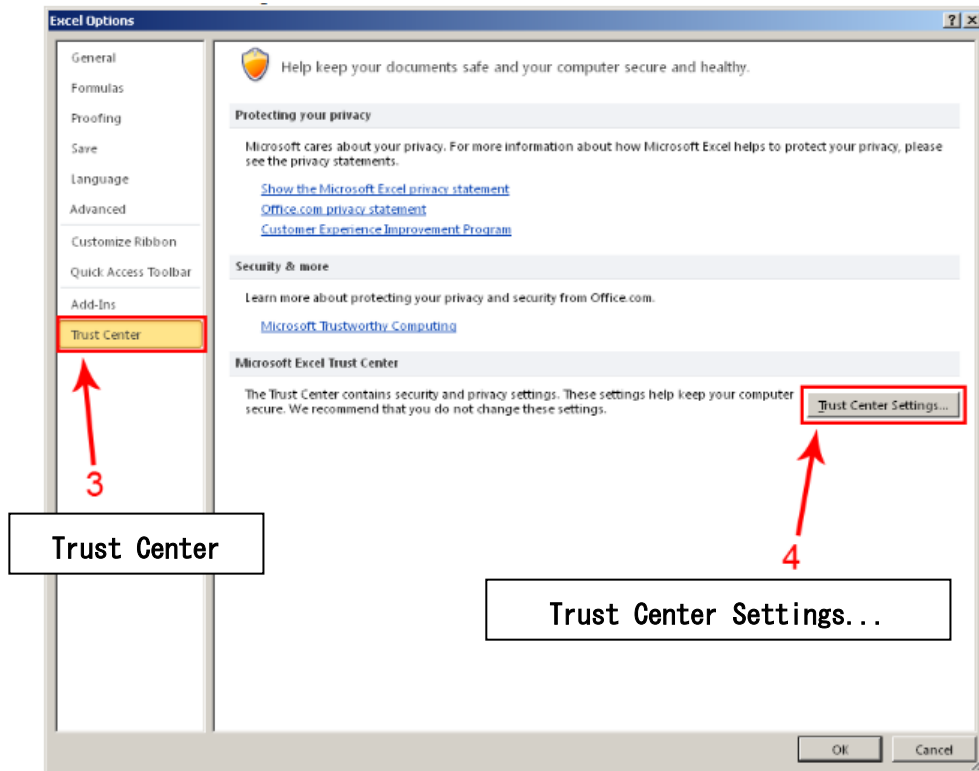 Excel Options
General
Formulas
Proofing
Save
Language
Advanced
Customize Ribbon
Quick Access Toolbar
Add-Ins
Trust Center
Help keep your documents safe and your computer secure and healthy.
Protecting your privacy
Microsoft cares about your privacy. For more information about how Microsoft Excel helps to protect your privacy, please
see the privacy statements.
Show the Microsoft Excel privacy statement
Office.com privacy statement
Customer Experience Improvement Program
Security & more
Learn more about protecting your privacy and security from Office.com.
Microsoft Trustworthy Computing
Microsoft Excel Trust Center
The Trust Center contains security and privacy settings. These settings help keep your computer
secure. We recommend that you do not change these settings.
Trust Center Settings...
3
Trust Center
4
Trust Center Settings...
OK
Cancel